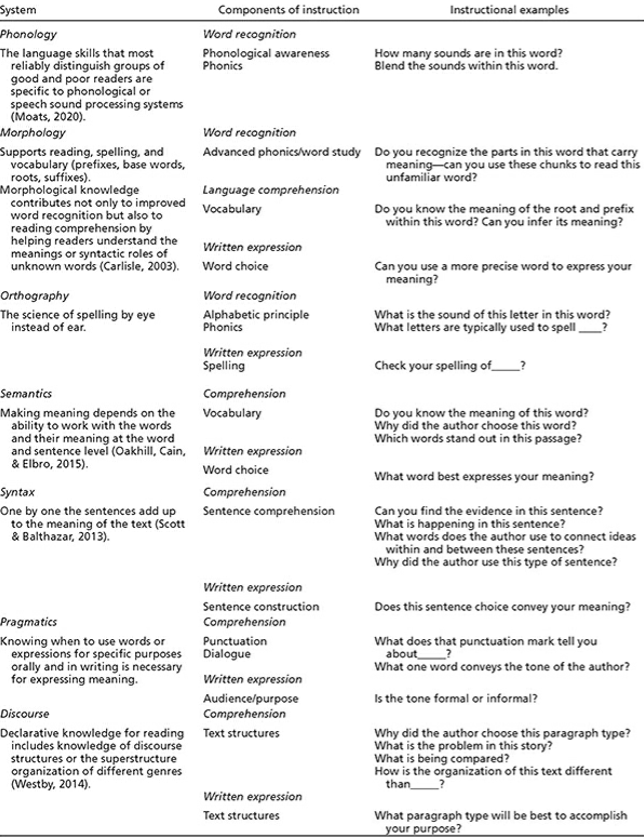 System Components of instruction Instructional examples
Phonology Word recognition
The language skills that most Phonological awareness How many sounds are in this word?
reliably distinguish groups of Phonics Blend the sounds within this word.
good and poor readers are
specific to phonological or
speech sound processing systems
(Moats, 2020).
Morphology Word recognition
Supports reading, spelling, and Advanced phonics/word study Do you recognize the parts in this word that carry
vocabulary (prefixes, base words, meaning—can you use these chunks to read this
roots, suffixes). unfamiliar word?
Morphological knowledge Language comprehension
contributes not only to improved Vocabulary Do you know the meaning of the root and prefix
word recognition but also to within this word? Can you infer its meaning?
reading comprehension by
helping readers understand the Written expression
meanings or syntactic roles of
unknown words (Carlisle, 2003). Word choice Can you use a more precise word to express your
meaning?
Orthography Word recognition
The science of spelling by eye Alphabetic principle What is the sound of this letter in this word?
instead of ear. Phonics What letters are typically used to spell ____?
Written expression
Spelling Check your spelling of_____?
Semantics Comprehension
Making meaning depends on the Vocabulary Do you know the meaning of this word?
ability to work with the words Why did the author choose this word?
and their meaning at the word Which words stand out in this passage?
and sentence level (Oakhill, Cain, Written expression
& Elbro, 2015). Word choice
What word best expresses your meaning?
Syntax Comprehension
One by one the sentences add up Sentence comprehension Can you find the evidence in this sentence?
to the meaning of the text (Scott What is happening in this sentence?
& Balthazar, 2013). What words does the author use to connect ideas
within and between these sentences?
Why did the author use this type of sentence?
Written expression
Sentence construction Does this sentence choice convey your meaning?
Pragmatics Comprehension
Knowing when to use words or Punctuation What does that punctuation mark tell you
expressions for specific purposes Dialogue about_____?
orally and in writing is necessary What one word conveys the tone of the author?
for expressing meaning. Written expression
Audience/purpose Is the tone formal or informal?
Discourse Comprehension
Declarative knowledge for reading Text structures Why did the author choose this paragraph type?
includes knowledge of discourse What is the problem in this story?
structures or the superstructure What is being compared?
organization of different genres How is the organization of this text different
(Westby, 2014). than_____?
Written expression
Text structures What paragraph type will be best to accomplish
your purpose?